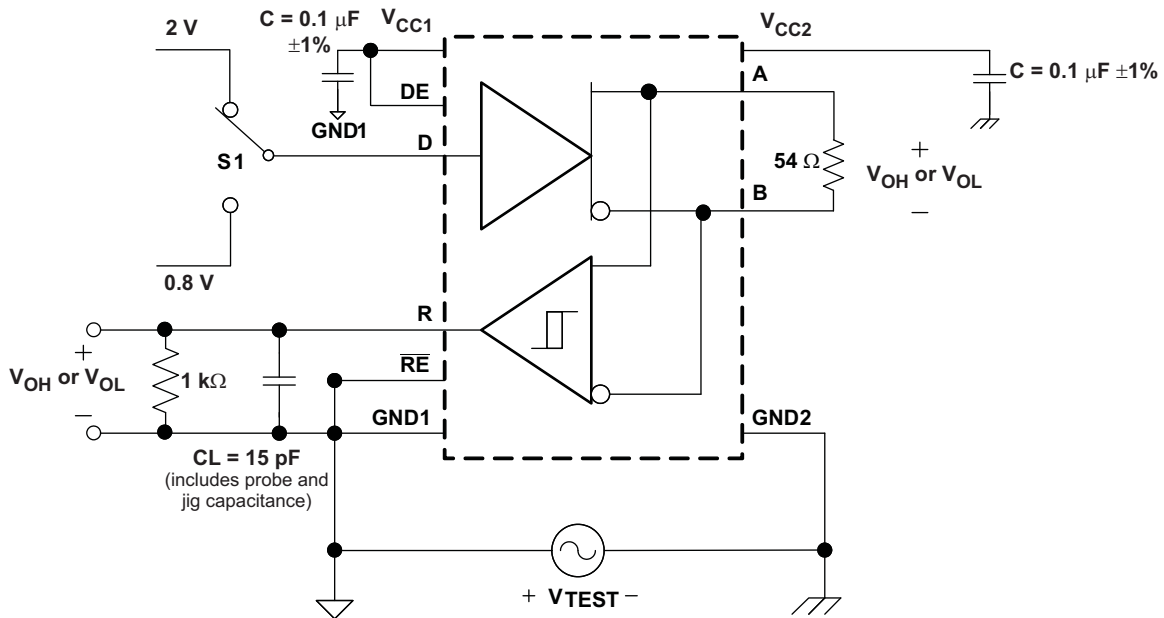 2 V
C = 0.1 μF
±1%
VCC1
VCC2
C = 0.1 μF ±1%
DE
GND1
A
S1
D
54 Ω
+
VOH or VOL
−
B
0.8 V
R
+
VOH or VOL
−
1 kΩ
RE
GND1
GND2
CL = 15 pF
(includes probe and
jig capacitance)
+ VTEST −